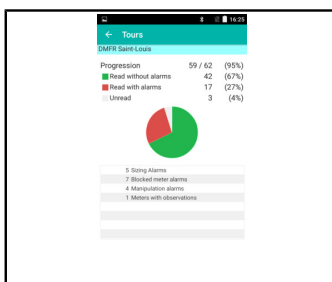 16:25
← Tours
DMFR Saint-Louis
Progression 59 / 62 (95%)
Read without alarms 42 (67%)
Read with alarms 17 (27%)
Unread 3 (4%)
5 Sizing Alarms
7 Blocked meter alarms
4 Manipulation alarms
1 Meters with observations